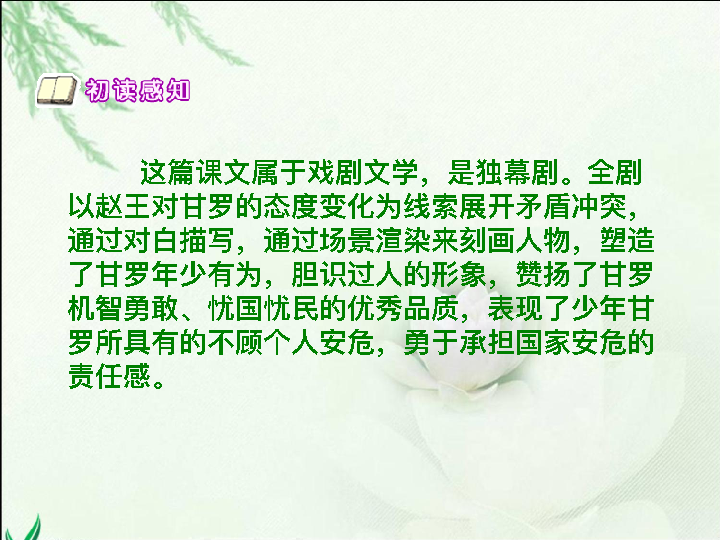 初读感知
这篇课文属于戏剧文学，是独幕剧。全剧
以赵王对甘罗的态度变化为线索展开矛盾冲突，
通过对白描写，通过场景渲染来刻画人物，塑造
了甘罗年少有为，胆识过人的形象，赞扬了甘罗
机智勇敢、忧国忧民的优秀品质，表现了少年甘
罗所具有的不顾个人安危，勇于承担国家安危的
责任感。